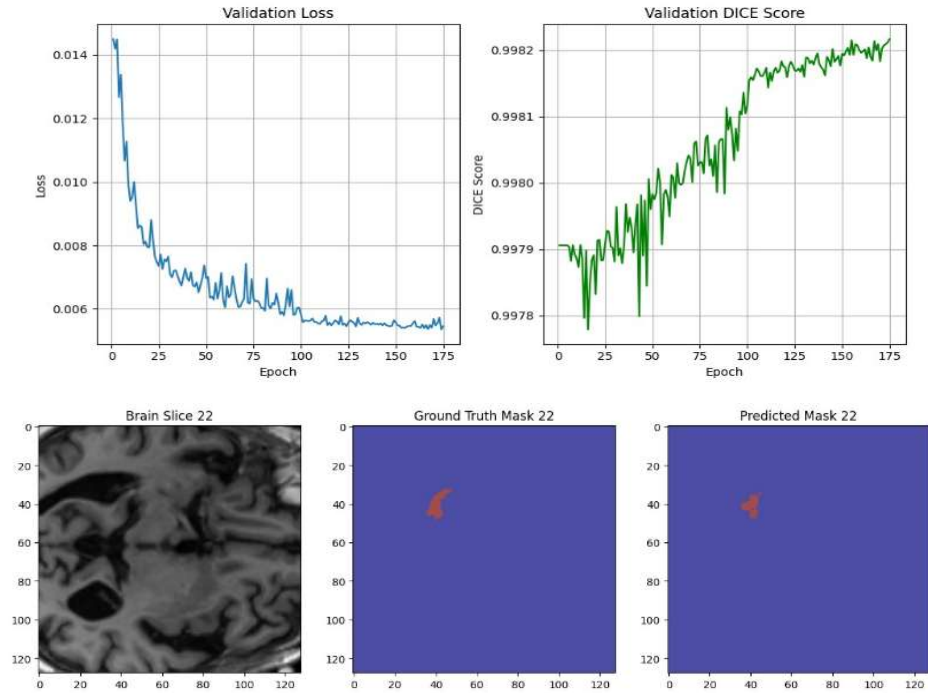 Validation Loss
0.014
0.012
0.010
0.008
0.006
Loss
0 25 50 75 100 125 150 175
Epoch
Validation DICE Score
0.9982
0.9981
0.9980
0.9979
0.9978
DICE Score
0 25 50 75 100 125 150 175
Epoch
Brain Slice 22
0
20
40
60
80
100
120
0 20 40 60 80 100 120
Ground Truth Mask 22
0
20
40
60
80
100
120
0 20 40 60 80 100 120
Predicted Mask 22
0
20
40
60
80
100
120
0 20 40 60 80 100 120